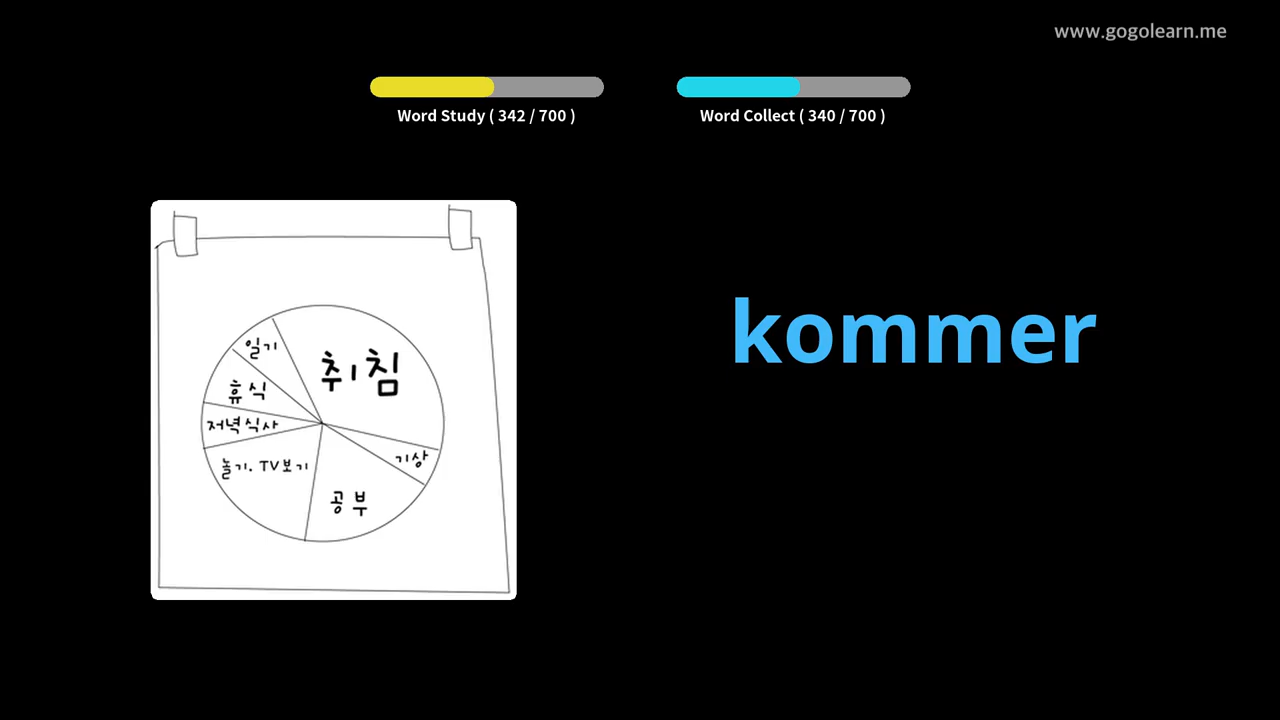 www.gogolearn.me
Word Study ( 342 / 700 )
Word Collect ( 340 / 700 )
일기
취침
휴식
저녁식사
놀기. TV보기
기상
공부
kommer